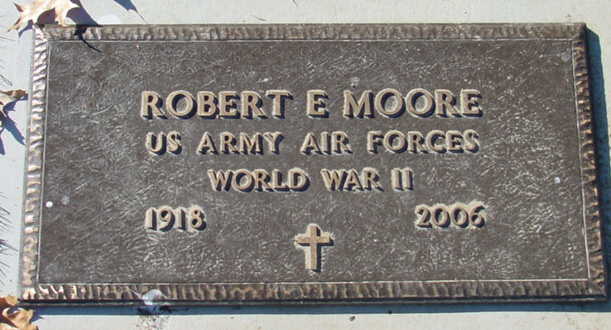 ROBERT E MOORE
US ARMY AIR FORCES
WORLD WAR II
1918 2006